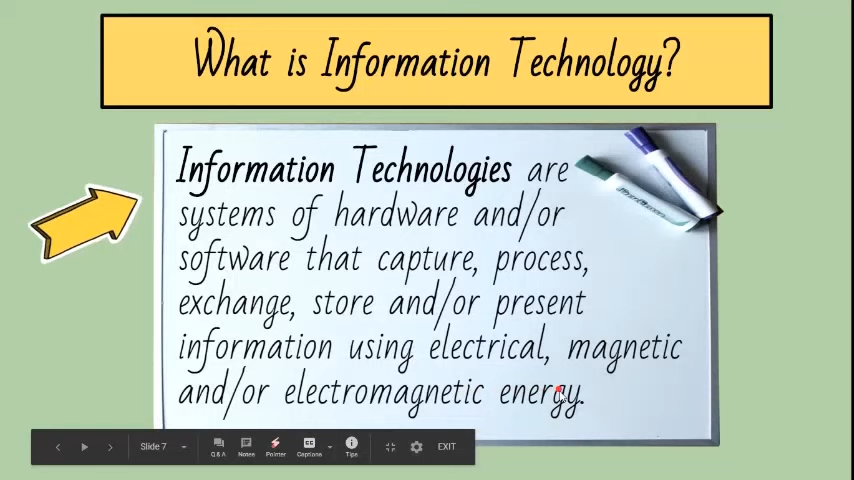 What is Information Technology?
Information Technologies are
systems of hardware and/or
software that capture, process,
exchange, store and/or present
information using electrical, magnetic
and/or electromagnetic energy.
Slide 7
Q & A
Notes
Pointer
Captions
Tips
EXIT